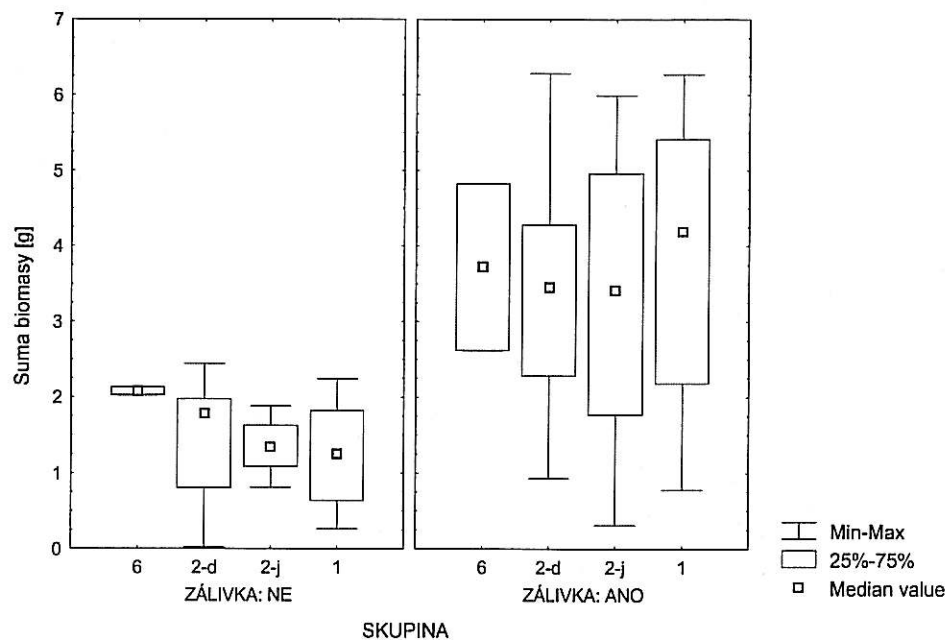 7
6
5
4
3
2
1
0
Suma biomasy [g]
6 2-d 2-j 1
ZÁLIVKA: NE
6 2-d 2-j 1
ZÁLIVKA: ANO
SKUPINA
Min-Max
25%-75%
Median value